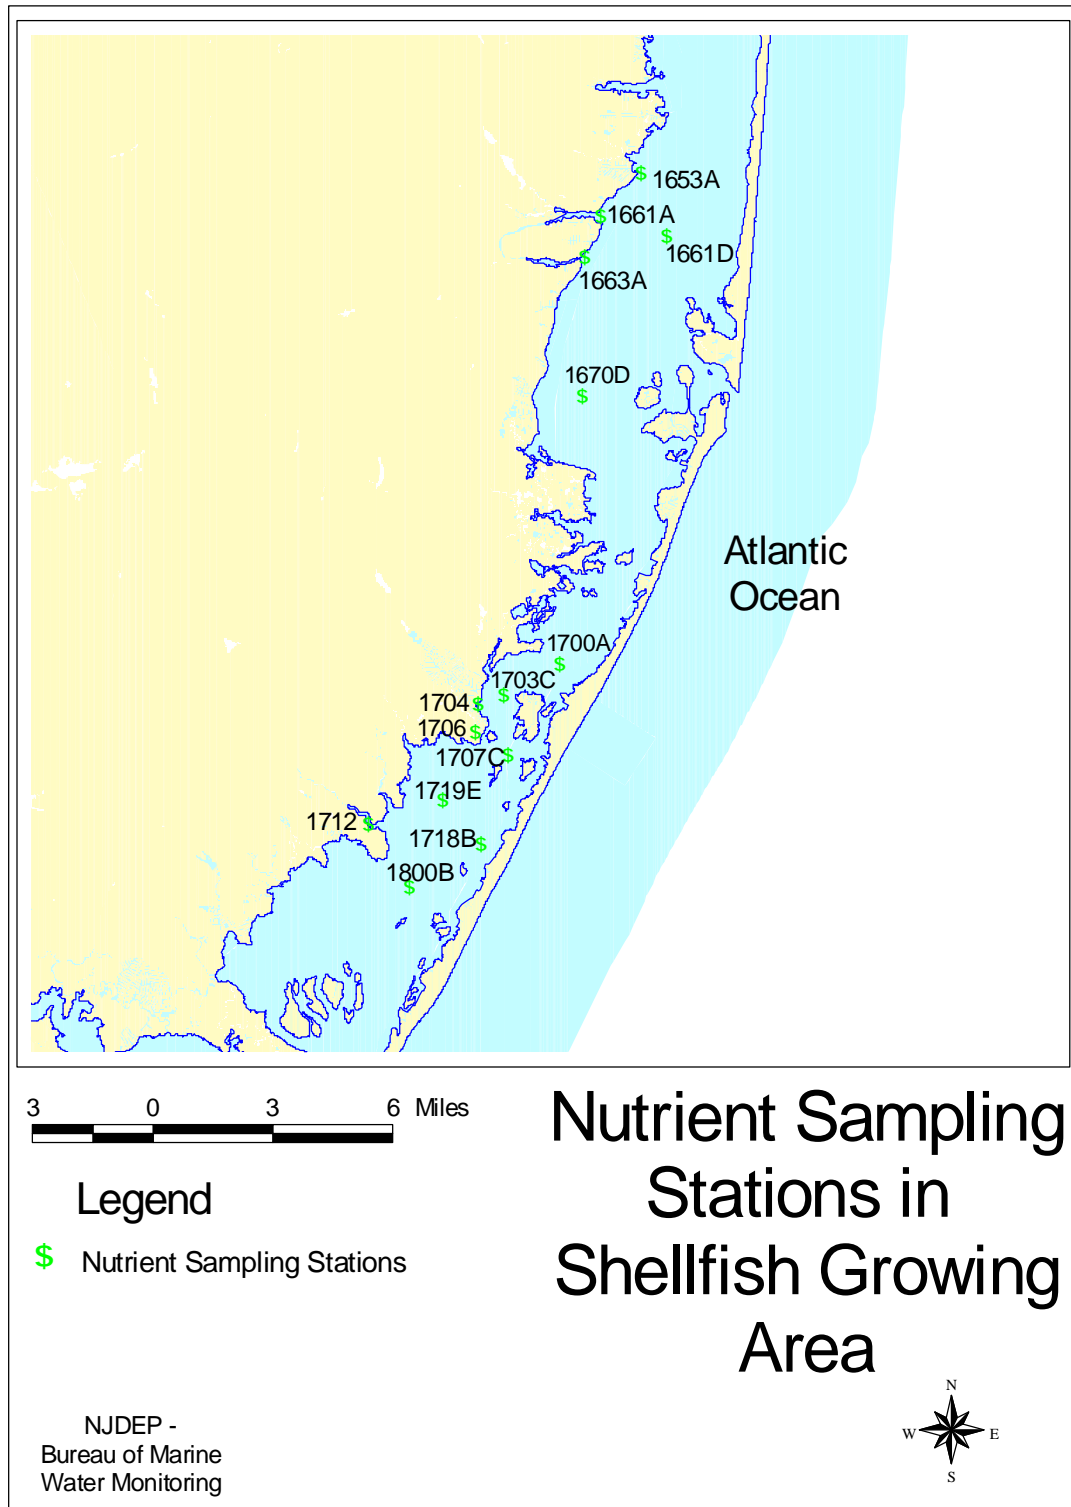 1653A
1661A
1661D
1663A
1670D
Atlantic
Ocean
1700A
1703C
1704
1706
1707C
1719E
1712
1718B
1800B
3 0 3 6 Miles
Nutrient Sampling
Stations in
Shellfish Growing
Area
Legend
$ Nutrient Sampling Stations
NJDEP -
Bureau of Marine
Water Monitoring
N
W E
S